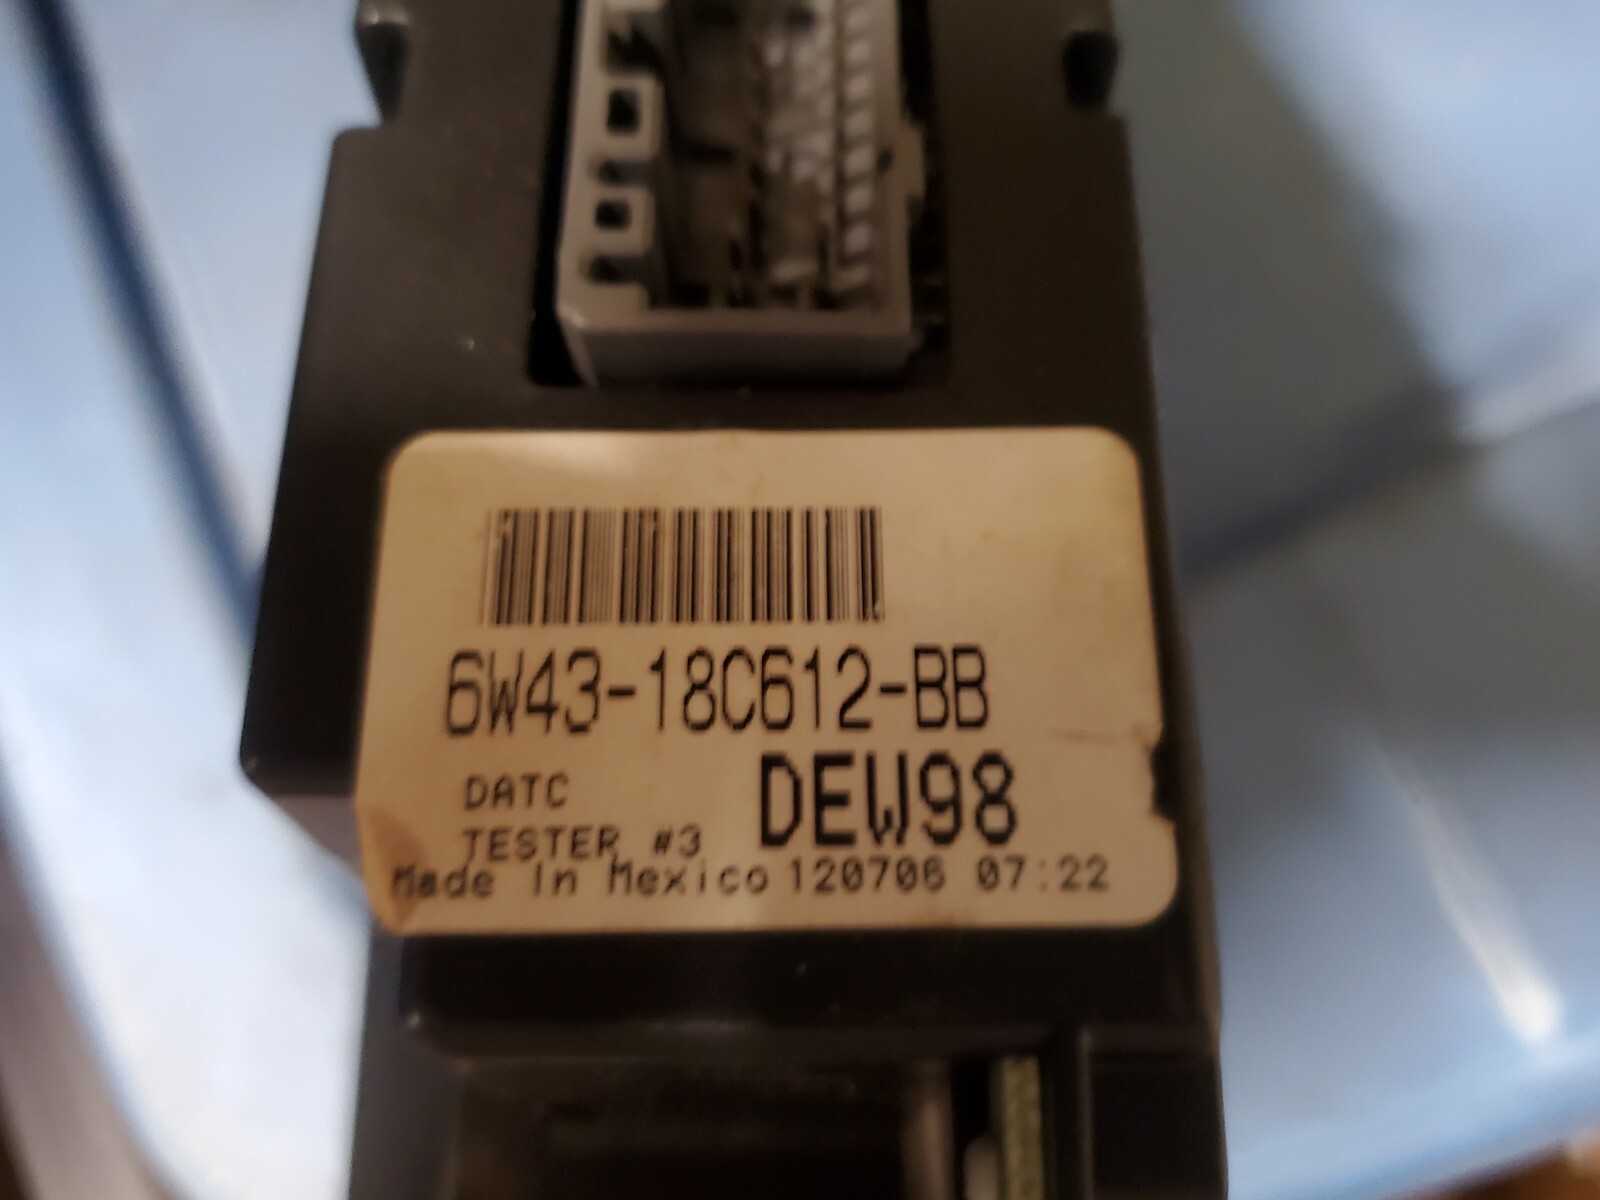 6W43-18C612-BB
DATC
DEW98
TESTER #3
Made In Mexico 120706 07:22